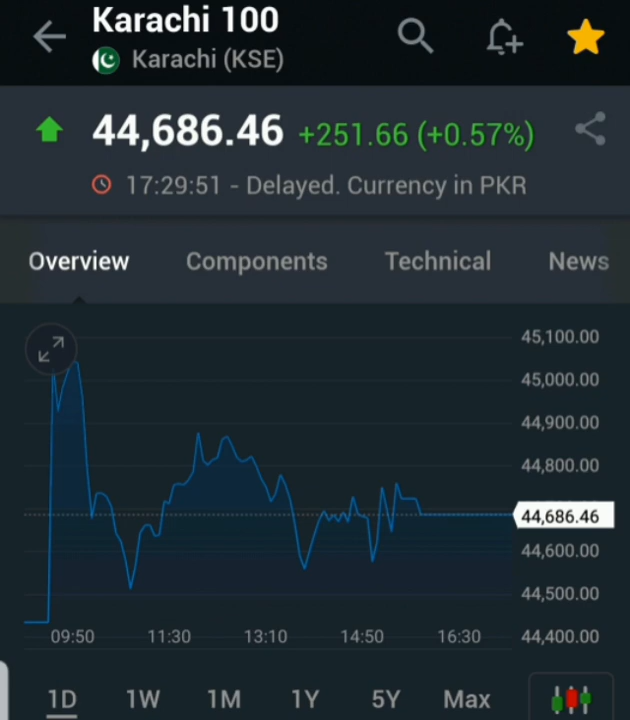 Karachi 100
Karachi (KSE)
44,686.46 +251.66 (+0.57%)
17:29:51 - Delayed. Currency in PKR
Overview Components Technical News
45,100.00
45,000.00
44,900.00
44,800.00
44,686.46
44,600.00
44,500.00
09:50 11:30 13:10 14:50 16:30 44,400.00
1D 1W 1M 1Y 5Y Max